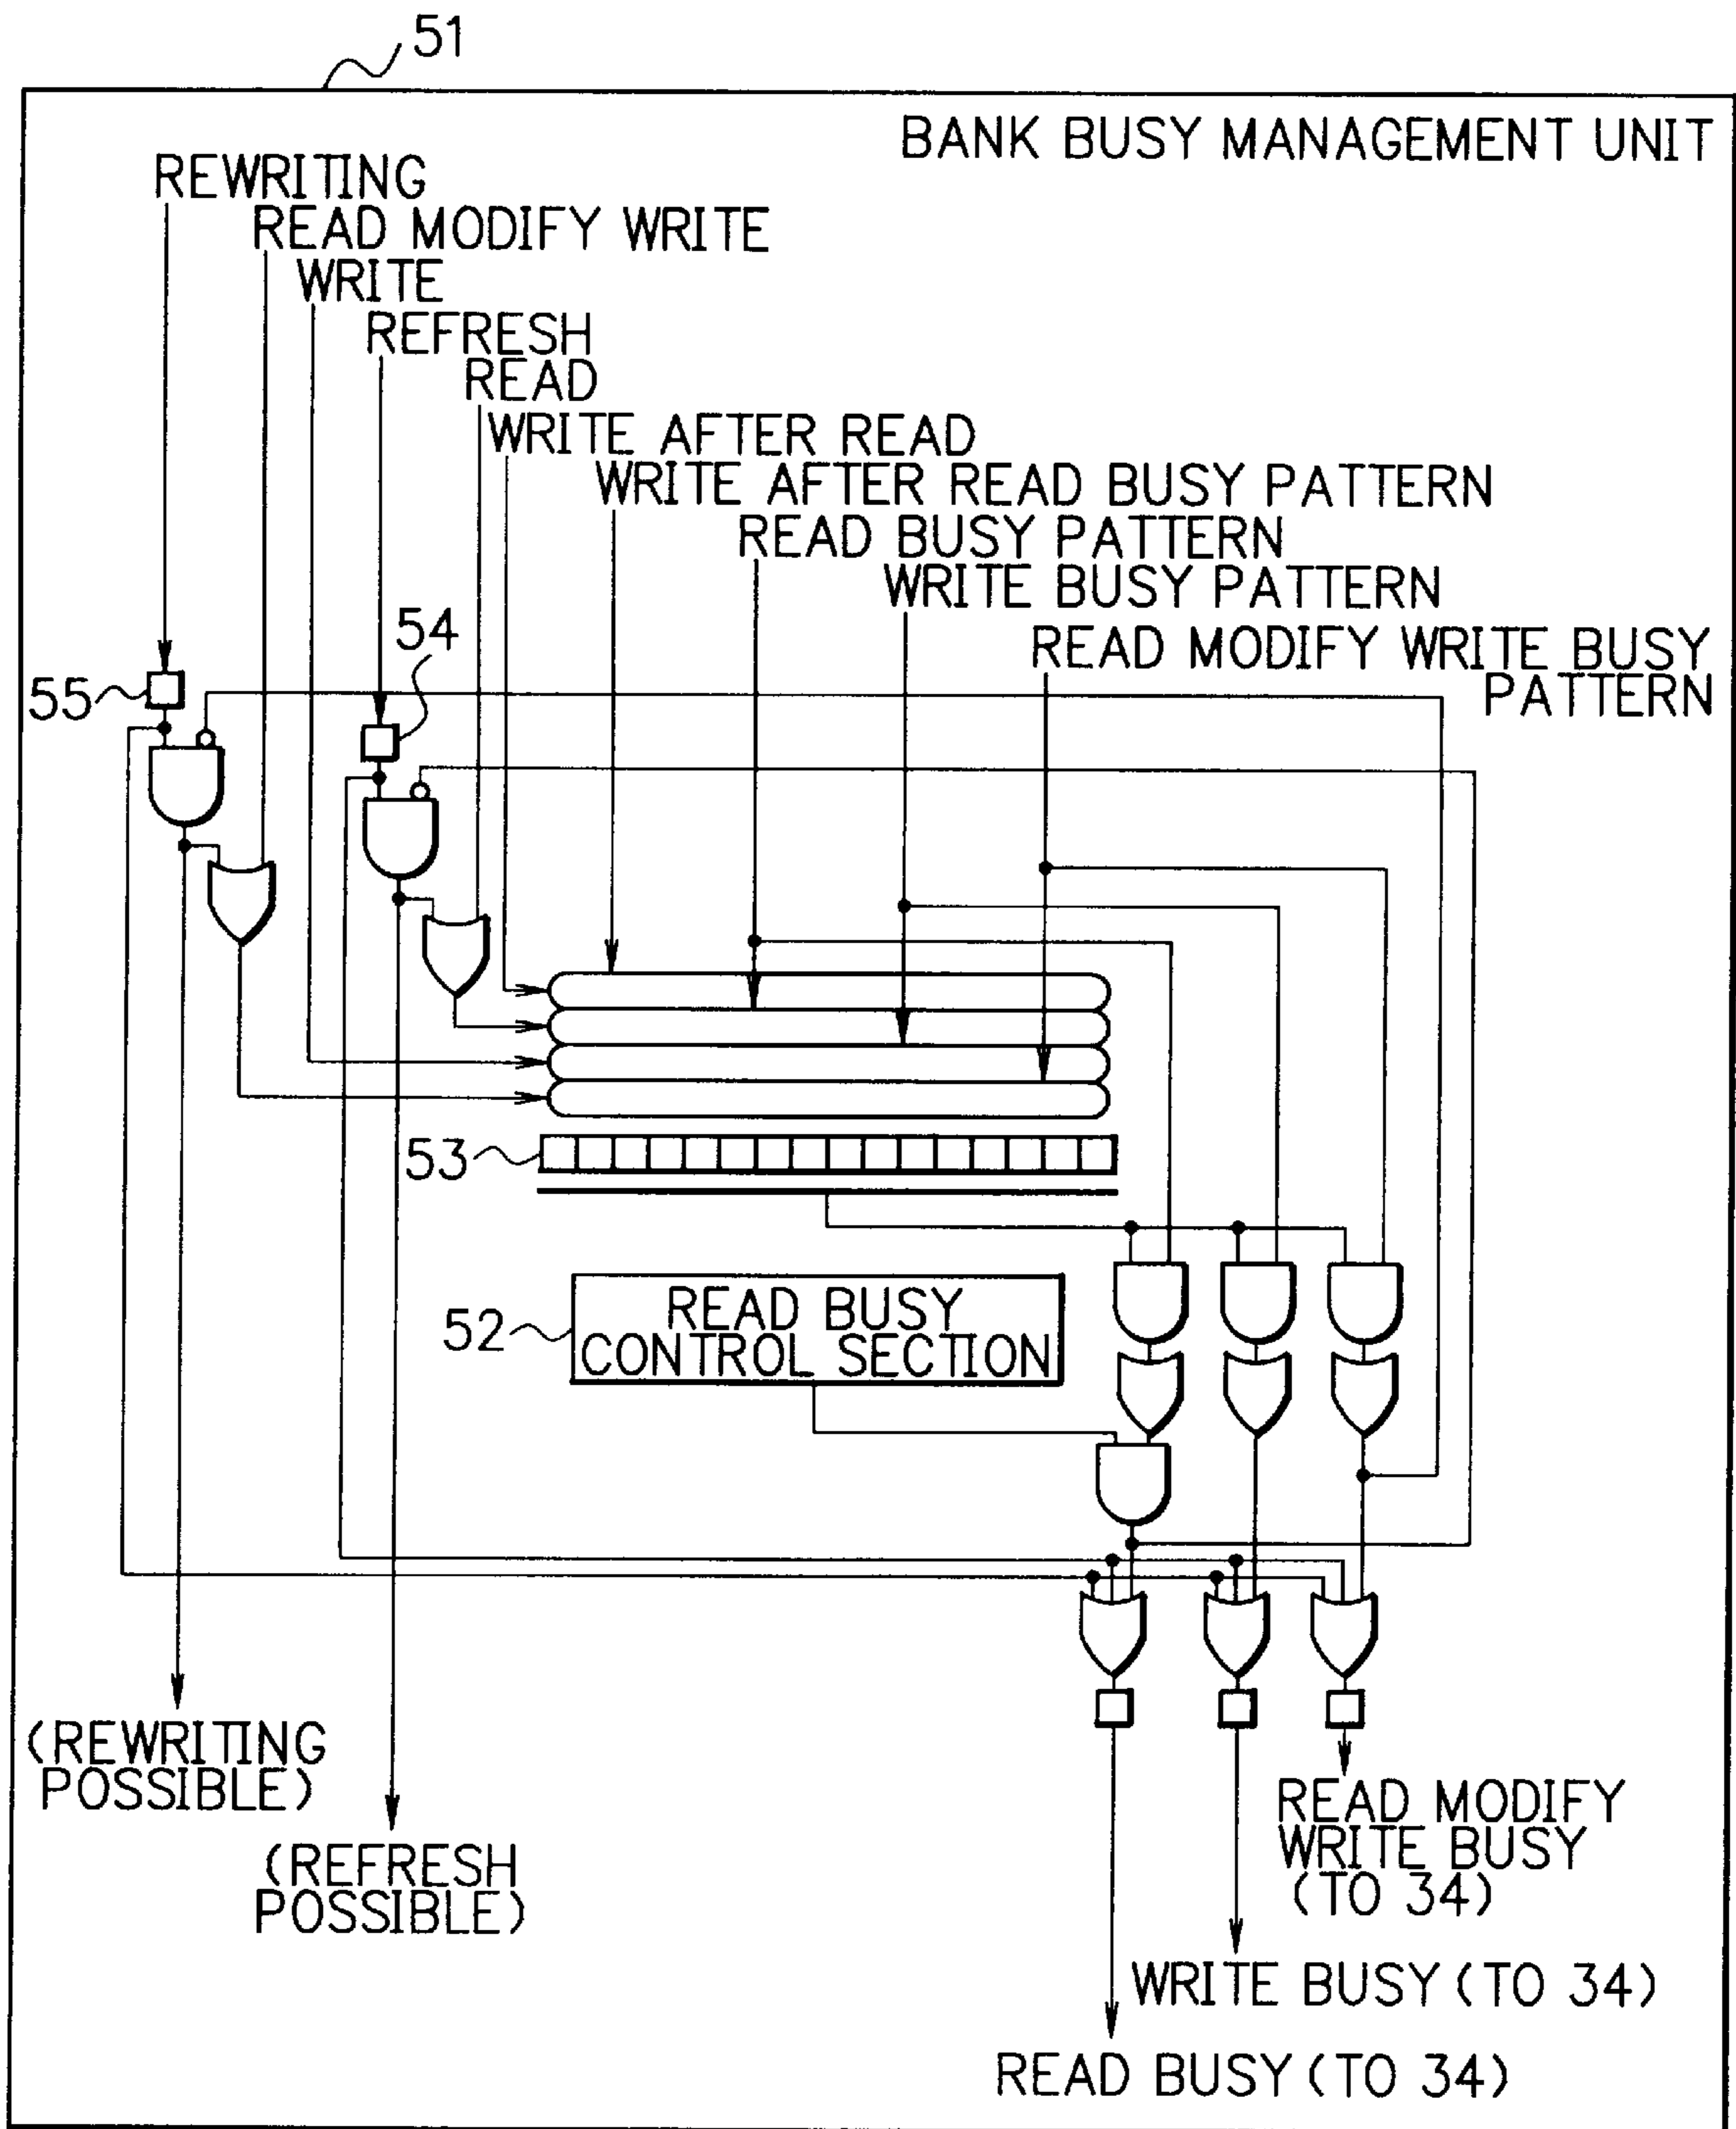 51
BANK BUSY MANAGEMENT UNIT
REWRITING
READ MODIFY WRITE
WRITE
REFRESH
READ
WRITE AFTER READ
WRITE AFTER READ BUSY PATTERN
READ BUSY PATTERN
WRITE BUSY PATTERN
READ MODIFY WRITE BUSY
PATTERN
54
55
53
52
READ BUSY
CONTROL SECTION
(REWRITING
POSSIBLE)
(REFRESH
POSSIBLE)
READ MODIFY
WRITE BUSY
(TO 34)
WRITE BUSY (TO 34)
READ BUSY (TO 34)